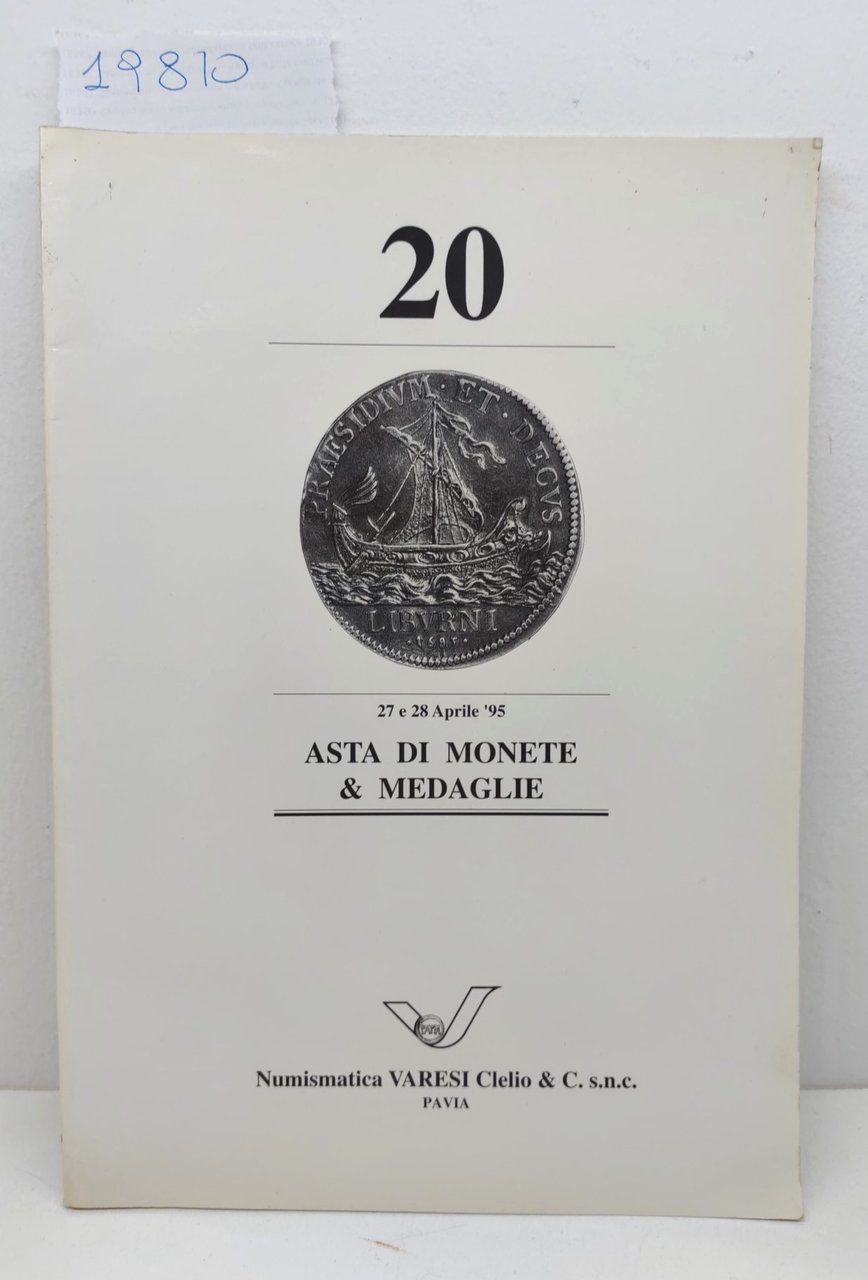 19810
20
PRAESIDIVM · ET · DECVS
LIBVRNI
27 e 28 Aprile '95
ASTA DI MONETE
& MEDAGLIE
Numismatica VARESI Clelio & C. s.n.c.
PAVIA